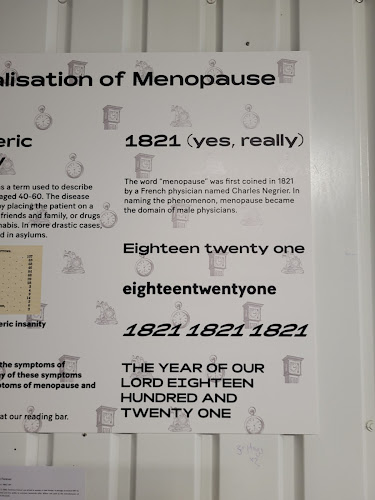 alisation of Menopause
eric
y
s a term used to describe
aged 40-60. The disease
y placing the patient on a
friends and family, or drugs
nabis. In more drastic cases,
d in asylums.
eric insanity
the symptoms of
y of these symptoms
ptoms of menopause and
at our reading bar.
1821 (yes, really)
The word "menopause" was first coined in 1821
by a French physician named Charles Negrier. In
naming the phenomenon, menopause became
the domain of male physicians.
Eighteen twenty one
eighteentwentyone
1821 1821 1821
THE YEAR OF OUR
LORD EIGHTEEN
HUNDRED AND
TWENTY ONE